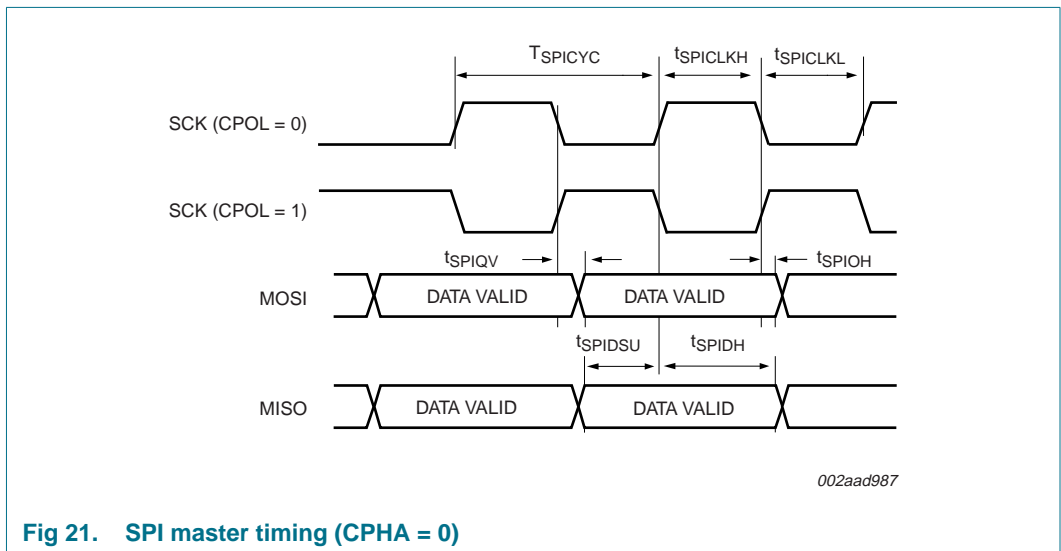 TSPICYC tSPICLKH tSPICLKL
SCK (CPOL = 0)
SCK (CPOL = 1)
tSPIQV tSPIOH
MOSI DATA VALID DATA VALID
tSPIDSU tSPIDH
MISO DATA VALID DATA VALID
002aad987
Fig 21. SPI master timing (CPHA = 0)